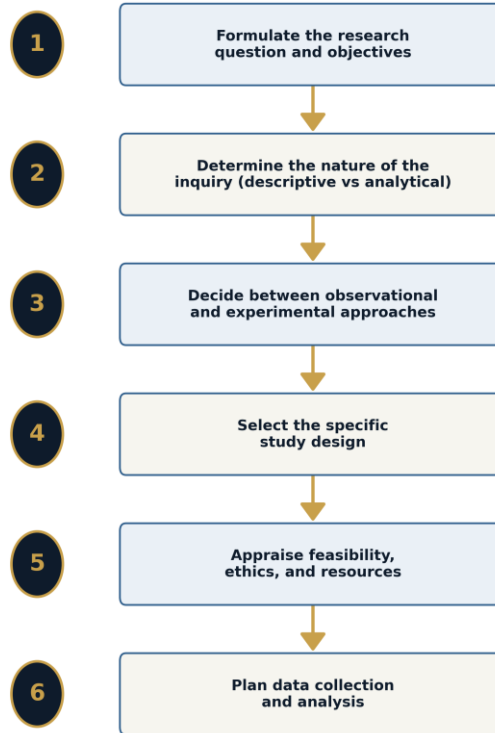 1
Formulate the research
question and objectives
2
Determine the nature of the
inquiry (descriptive vs analytical)
3
Decide between observational
and experimental approaches
4
Select the specific
study design
5
Appraise feasibility,
ethics, and resources
6
Plan data collection
and analysis